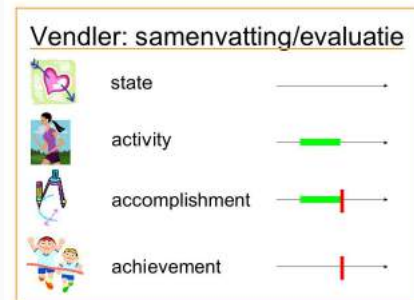 Vendler: samenvatting/evaluatie
state
activity
accomplishment
achievement